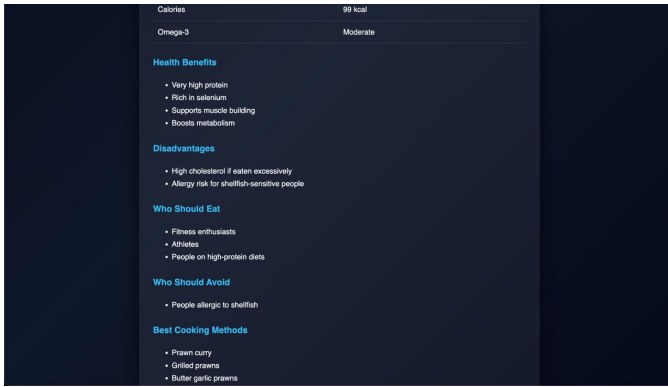 Calories 99 kcal
Omega-3 Moderate
Health Benefits
• Very high protein
• Rich in selenium
• Supports muscle building
• Boosts metabolism
Disadvantages
• High cholesterol if eaten excessively
• Allergy risk for shellfish-sensitive people
Who Should Eat
• Fitness enthusiasts
• Athletes
• People on high-protein diets
Who Should Avoid
• People allergic to shellfish
Best Cooking Methods
• Prawn curry
• Grilled prawns
• Butter garlic prawns